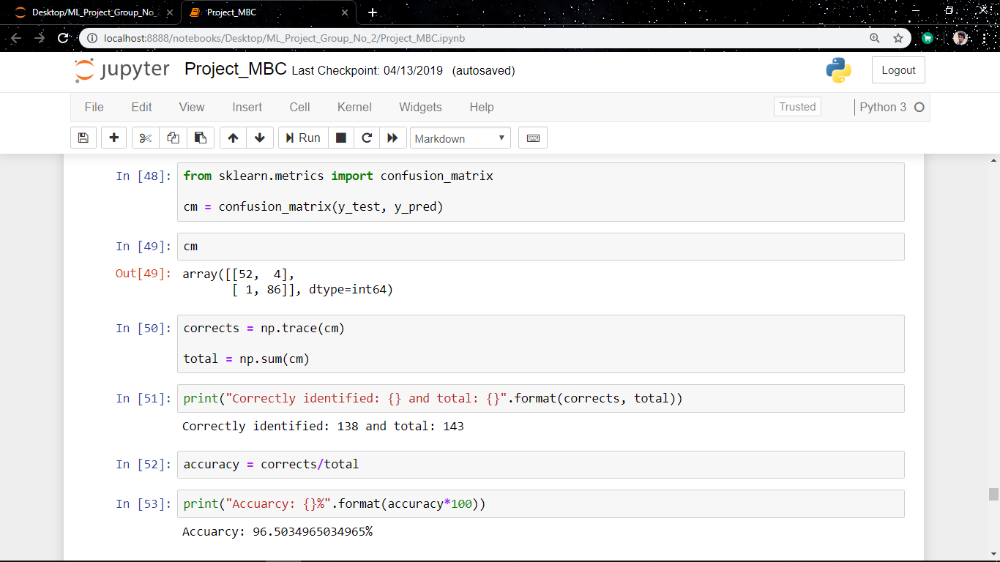 Desktop/ML_Project_Group_No_
Project_MBC
localhost:8888/notebooks/Desktop/ML_Project_Group_No_2/Project_MBC.ipynb
jupyter Project_MBC Last Checkpoint: 04/13/2019 (autosaved)
Logout
File Edit View Insert Cell Kernel Widgets Help
Trusted
Python 3
Run
Markdown
In [48]: from sklearn.metrics import confusion_matrix
cm = confusion_matrix(y_test, y_pred)
In [49]: cm
Out[49]: array([[52,  4],
[ 1, 86]], dtype=int64)
In [50]: corrects = np.trace(cm)
total = np.sum(cm)
In [51]: print("Correctly identified: {} and total: {}".format(corrects, total))
Correctly identified: 138 and total: 143
In [52]: accuracy = corrects/total
In [53]: print("Accuarcy: {}%".format(accuracy*100))
Accuarcy: 96.5034965034965%